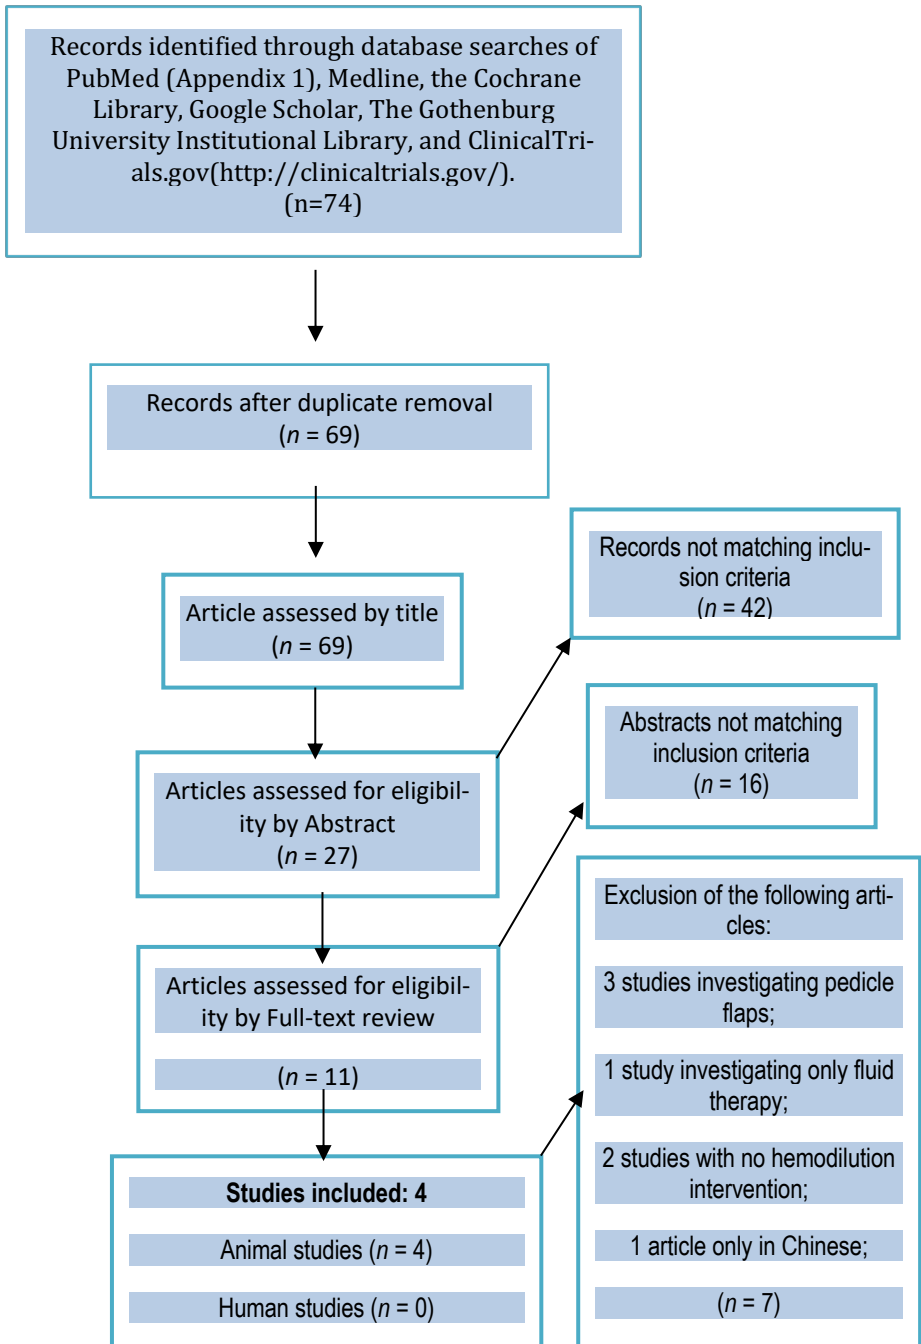 Records identified through database searches of
PubMed (Appendix 1), Medline, the Cochrane
Library, Google Scholar, The Gothenburg
University Institutional Library, and ClinicalTri-
als.gov(http://clinicaltrials.gov/).
(n=74)
Records after duplicate removal
(n = 69)
Article assessed by title
(n = 69)
Records not matching inclu-
sion criteria
(n = 42)
Articles assessed for eligibil-
ity by Abstract
(n = 27)
Abstracts not matching
inclusion criteria
(n = 16)
Articles assessed for eligibil-
ity by Full-text review
(n = 11)
Exclusion of the following arti-
cles:
3 studies investigating pedicle
flaps;
1 study investigating only fluid
therapy;
2 studies with no hemodilution
intervention;
1 article only in Chinese;
(n = 7)
Studies included: 4
Animal studies (n = 4)
Human studies (n = 0)